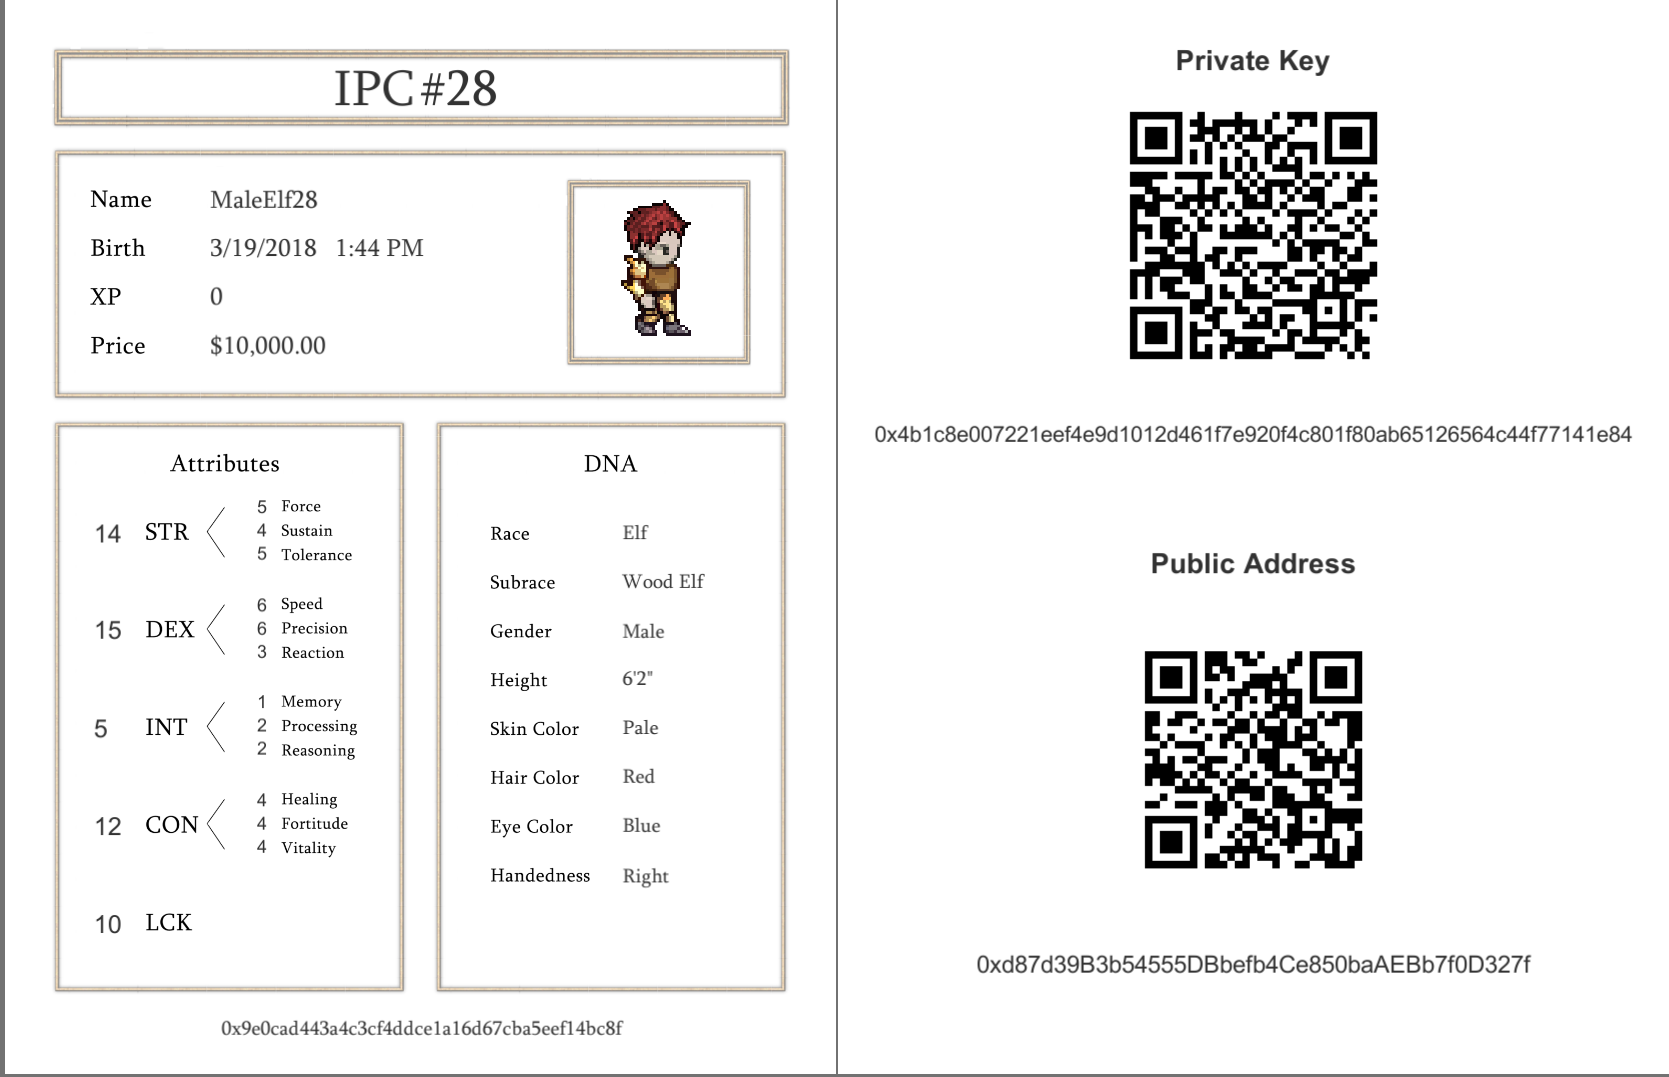 IPC#28
Name MaleElf28
Birth 3/19/2018 1:44 PM
XP 0
Price $10,000.00
Attributes
14 STR
5 Force
4 Sustain
5 Tolerance
15 DEX
6 Speed
6 Precision
3 Reaction
5 INT
1 Memory
2 Processing
2 Reasoning
12 CON
4 Healing
4 Fortitude
4 Vitality
10 LCK
DNA
Race Elf
Subrace Wood Elf
Gender Male
Height 6'2"
Skin Color Pale
Hair Color Red
Eye Color Blue
Handedness Right
0x9e0cad443a4c3cf4ddce1a16d67cba5eef14bc8f
Private Key
0x4b1c8e007221eef4e9d1012d461f7e920f4c801f80ab65126564c44f77141e84
Public Address
0xd87d39B3b54555DBbefb4Ce850baAEBb7f0D327f